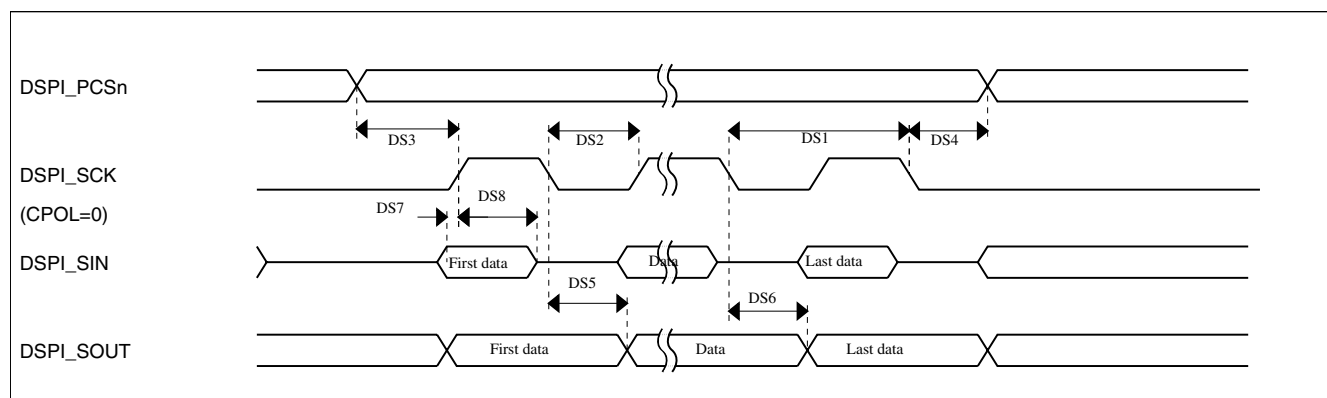 DSPI_PCSn
DS3
DS2
DS1
DS4
DSPI_SCK
DS7
DS8
(CPOL=0)
DSPI_SIN
First data
Data
Last data
DS5
DS6
DSPI_SOUT
First data
Data
Last data